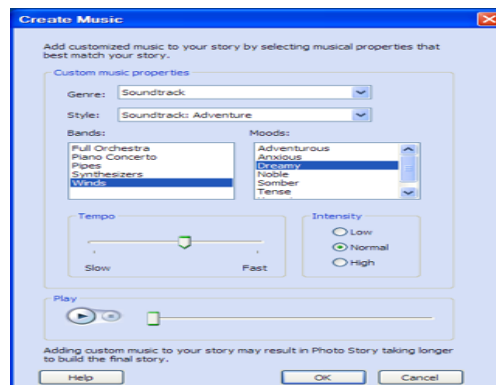 Create Music
Add customized music to your story by selecting musical properties that
best match your story.
Custom music properties
Genre: Soundtrack
Style: Soundtrack: Adventure
Bands: Moods:
Full Orchestra Adventurous
Piano Concerto Anxious
Pipes Dreamy
Synthesizers Noble
Winds Somber
Tense
Tempo Intensity
Low
Normal
Slow Fast High
Play
Adding custom music to your story may result in Photo Story taking longer
to build the final story.
Help OK Cancel